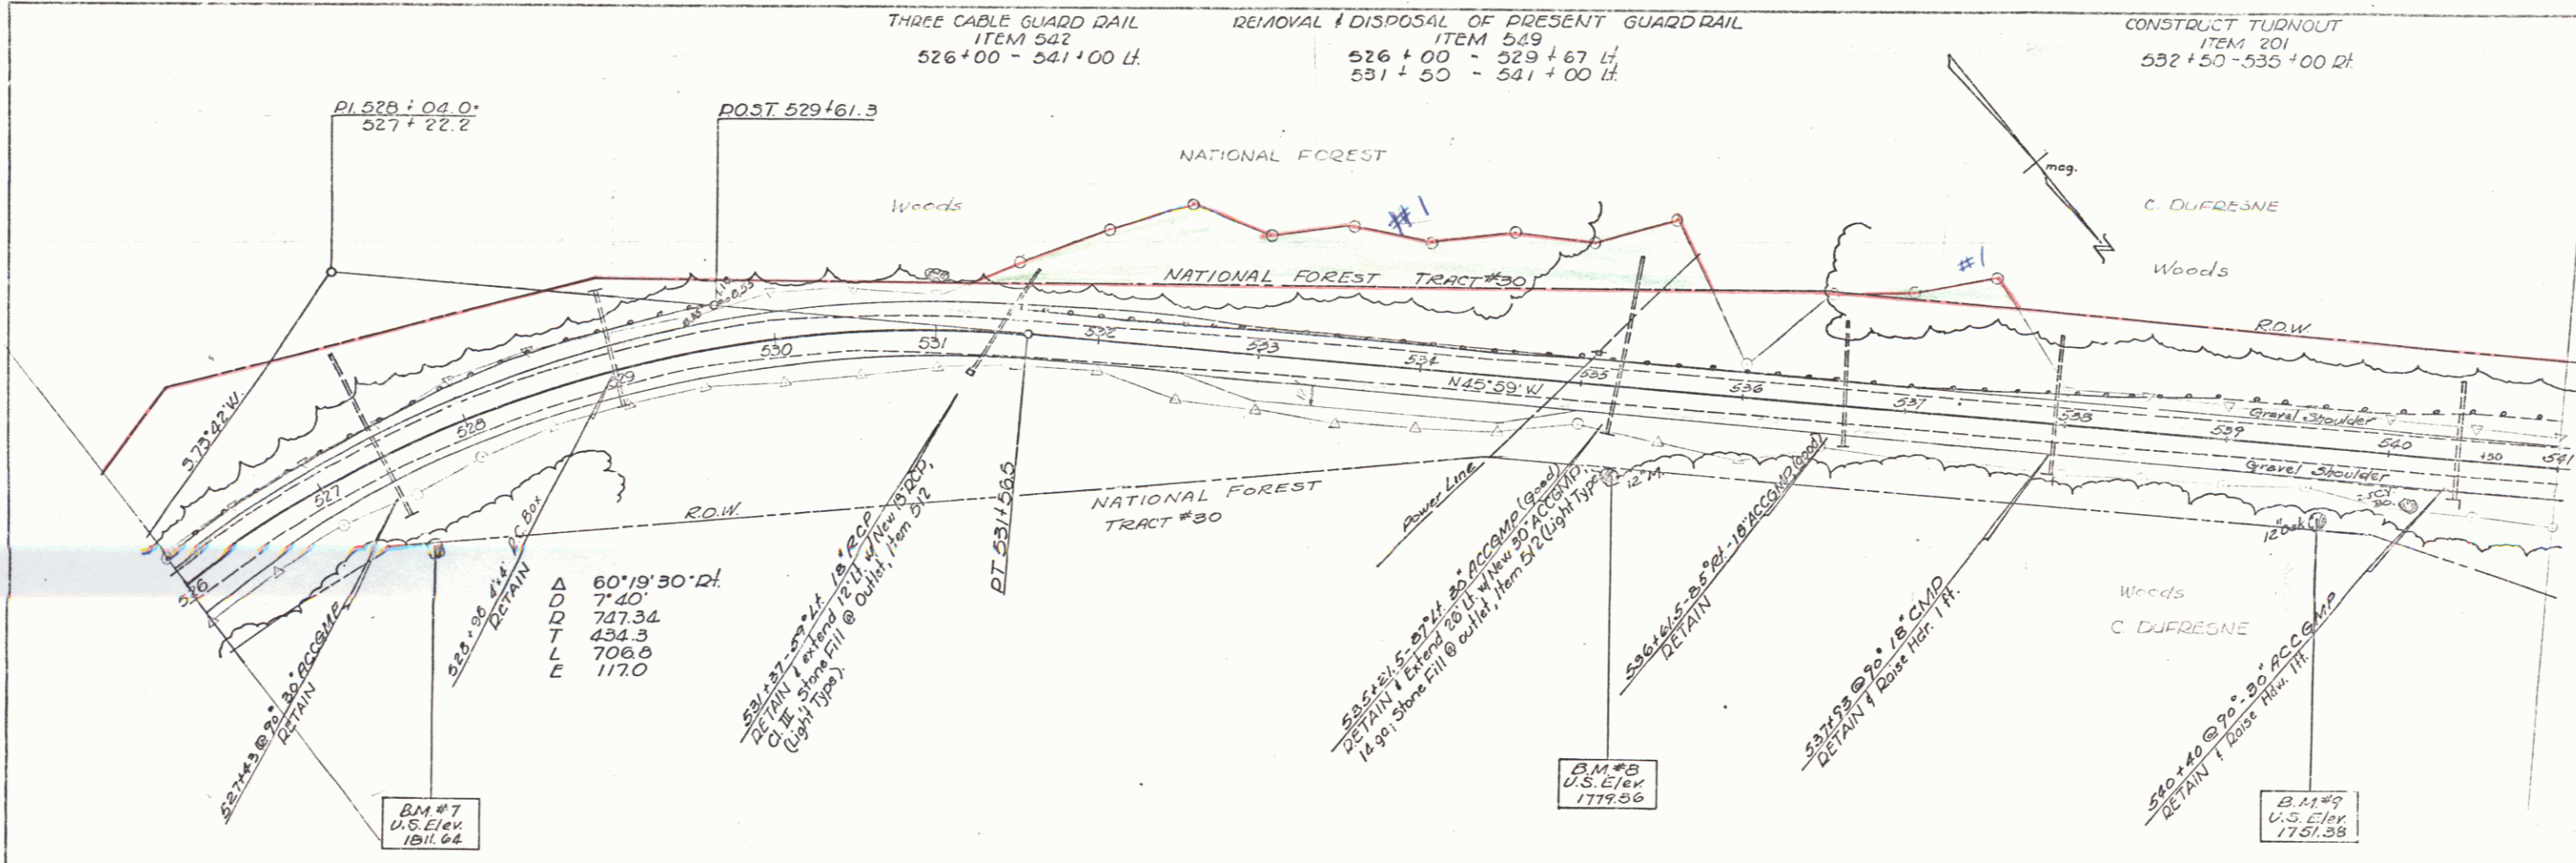 THREE CABLE GUARD RAIL
ITEM 542
526+00 - 541+00 Lt.
REMOVAL & DISPOSAL OF PRESENT GUARD RAIL
ITEM 549
526+00 - 529+67 Lt.
531+50 - 541+00 Lt.
CONSTRUCT TURNOUT
ITEM 201
532+50-535+00 Rt.
P.I. 528+04.0=
527+22.2
P.O.S.T. 529+61.3
NATIONAL FOREST
Woods
#1
mag.
C. DUFRESNE
Woods
#1
NATIONAL FOREST TRACT #30
R.O.W.
S 73°42' W.
526
527
528
529
530
531
532
533
534
535
536
537
538
539
540
+50
541
N45°59' W
Gravel Shoulder
Gravel Shoulder
R.O.W.
NATIONAL FOREST
TRACT #30
Power Line
12" M.
12" Oak
Woods
C. DUFRESNE
527+43 @ 90° 30" ACCGMP
RETAIN
528+98 4'x4' R.C. Box
RETAIN
Δ 60°19'30" Rt.
D 7°40'
R 747.34
T 434.3
L 706.8
E 117.0
531+37-59° Lt. 18" RCP
RETAIN & extend 12' Lt. w/ New 18" RCP,
Cl. III Stone Fill @ Outlet, Item 512
(Light Type).
PT 531+56.5
535+21.5-87° Lt. 30" ACCGMP (Good)
RETAIN & Extend 20' Lt. w/ New 30" ACCGMP,
14 ga; Stone Fill @ outlet, Item 512 (Light Type)
536+61.5-85° Rt.-18" ACCGMP (Good)
RETAIN
537+93 @ 90° 18" CMP
RETAIN & Raise Hdr. 1 ft.
540+40 @ 90°-30" ACCGMP
RETAIN & Raise Hdw. 1 ft.
B.M. #7
U.S. Elev.
1811.64
B.M. #8
U.S. Elev.
1779.56
B.M. #9
U.S. Elev.
1751.38